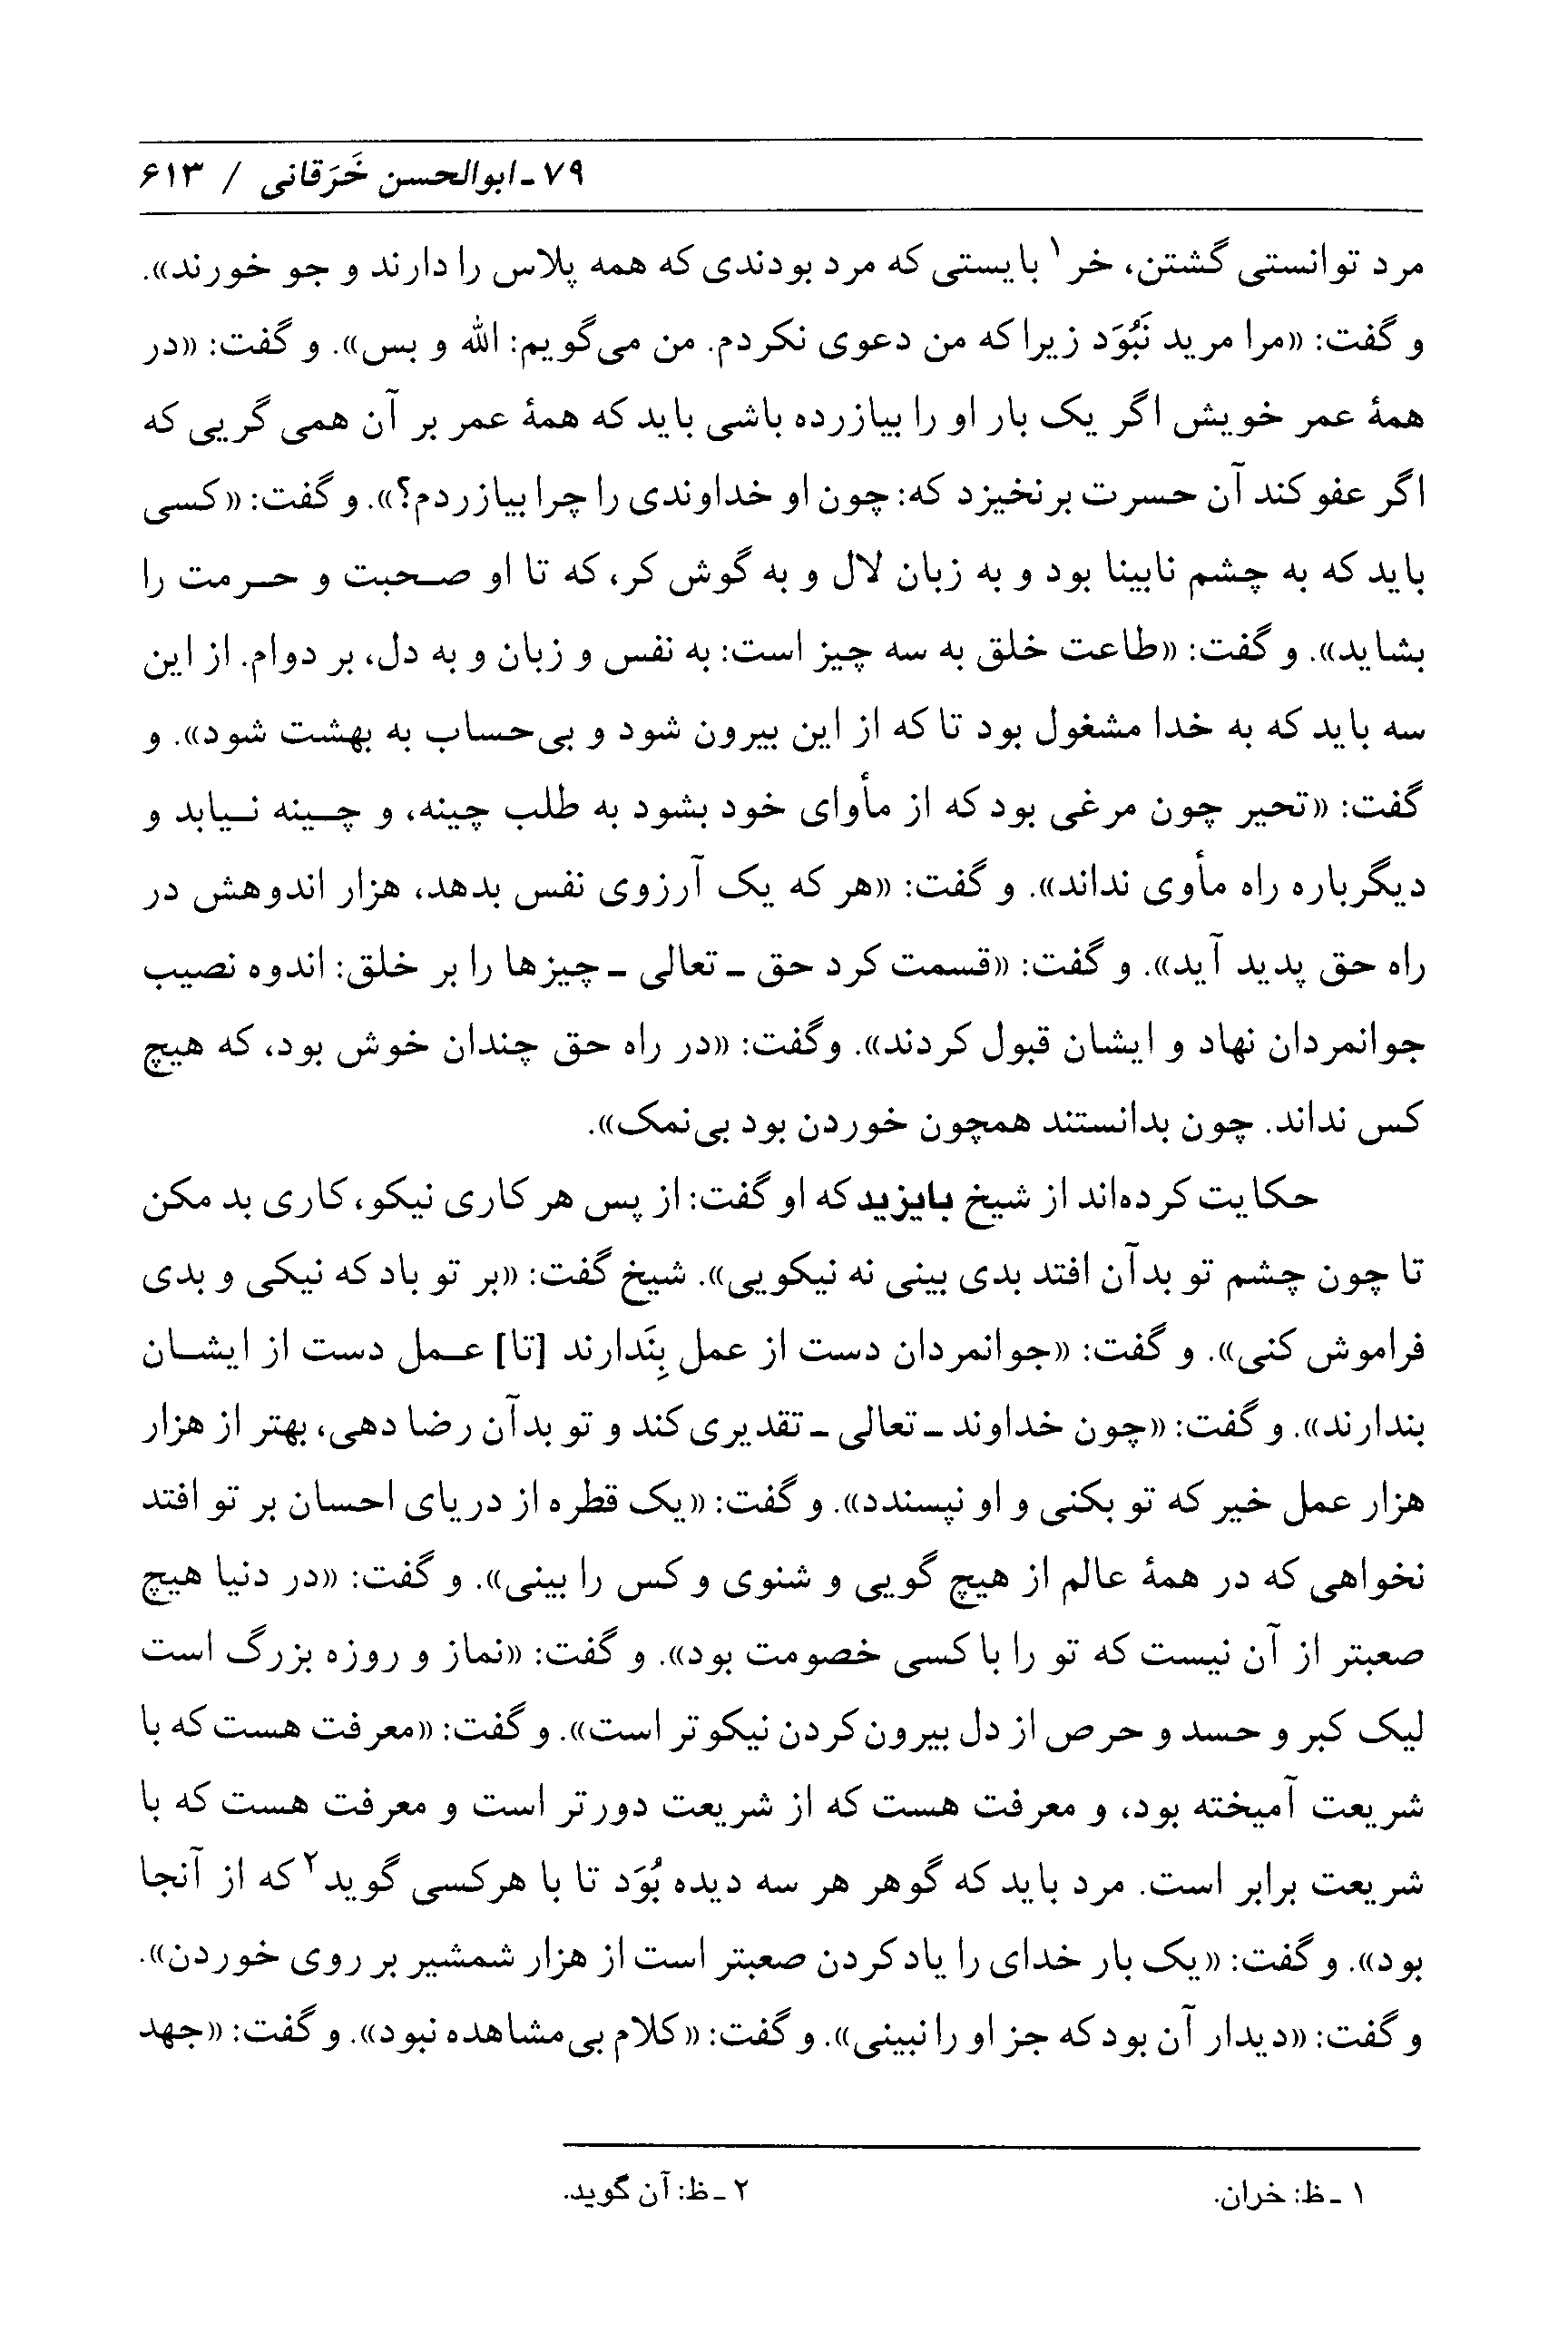 ۷۹ـ ابوالحسن خَرَقانی / ۶۱۳
مرد توانستی گشتن، خر۱ بایستی که مرد بودندی که همه پلاس را دارند و جو خورند».
و گفت: «مرا مرید نَبُوَد زیرا که من دعوی نکردم. من می‌گویم: الله و بس». و گفت: «در
همهٔ عمر خویش اگر یک بار او را بیازرده باشی باید که همهٔ عمر بر آن همی گریی که
اگر عفو کند آن حسرت برنخیزد که: چون او خداوندی را چرا بیازردم؟». و گفت: «کسی
باید که به چشم نابینا بود و به زبان لال و به گوش کر، که تا او صحبت و حرمت را
بشاید». و گفت: «طاعت خلق به سه چیز است: به نفس و زبان و به دل، بر دوام. از این
سه باید که به خدا مشغول بود تا که از این بیرون شود و بی‌حساب به بهشت شود». و
گفت: «تحیر چون مرغی بود که از مأوای خود بشود به طلب چینه، و چینه نیابد و
دیگرباره راه مأوی نداند». و گفت: «هر که یک آرزوی نفس بدهد، هزار اندوهش در
راه حق پدید آید». و گفت: «قسمت کرد حق ـ تعالی ـ چیزها را بر خلق: اندوه نصیب
جوانمردان نهاد و ایشان قبول کردند». وگفت: «در راه حق چندان خوش بود، که هیچ
کس نداند. چون بدانستند همچون خوردن بود بی‌نمک».
حکایت کرده‌اند از شیخ بایزید که او گفت: از پس هر کاری نیکو، کاری بد مکن
تا چون چشم تو بدآن افتد بدی بینی نه نیکویی». شیخ گفت: «بر تو باد که نیکی و بدی
فراموش کنی». و گفت: «جوانمردان دست از عمل بِنَدارند [تا] عمل دست از ایشان
بندارند». و گفت: «چون خداوند ـ تعالی ـ تقدیری کند و تو بدآن رضا دهی، بهتر از هزار
هزار عمل خیر که تو بکنی و او نپسندد». و گفت: «یک قطره از دریای احسان بر تو افتد
نخواهی که در همهٔ عالم از هیچ گویی و شنوی و کس را بینی». و گفت: «در دنیا هیچ
صعبتر از آن نیست که تو را با کسی خصومت بود». و گفت: «نماز و روزه بزرگ است
لیک کبر و حسد و حرص از دل بیرون‌کردن نیکوتر است». و گفت: «معرفت هست که با
شریعت آمیخته بود، و معرفت هست که از شریعت دورتر است و معرفت هست که با
شریعت برابر است. مرد باید که گوهر هر سه دیده بُوَد تا با هرکسی گوید۲ که از آنجا
بود». و گفت: «یک بار خدای را یاد کردن صعبتر است از هزار شمشیر بر روی خوردن».
و گفت: «دیدار آن بود که جز او را نبینی». و گفت: «کلام بی‌مشاهده نبود». و گفت: «جهد
۱ ـ ظ: خران. ۲ ـ ظ: آن گوید.